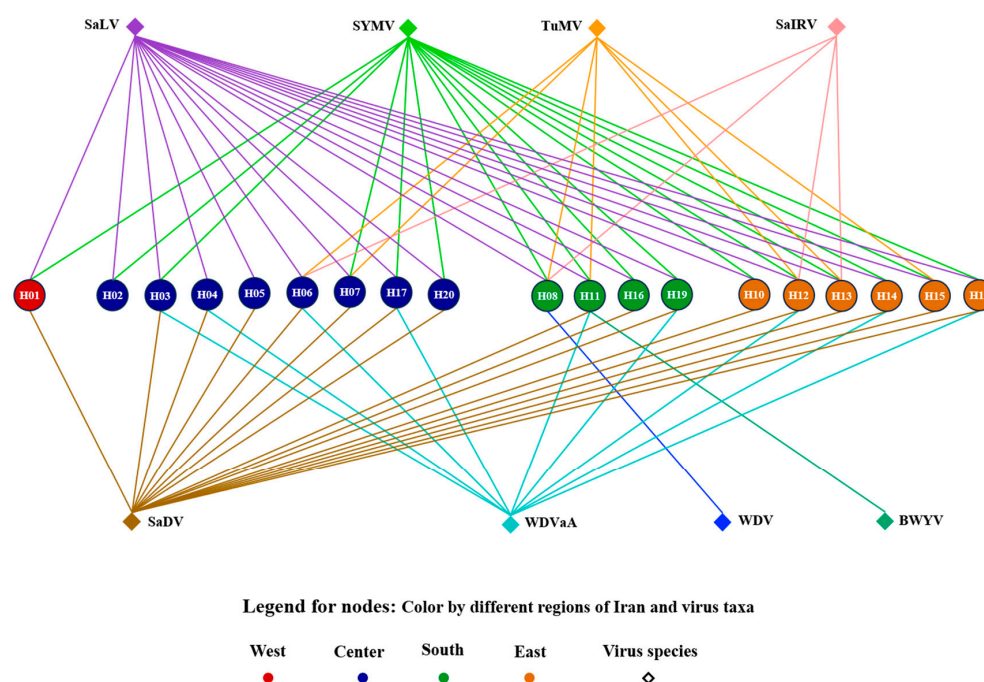 SaLV SYMV TuMV SaIRV
H01 H02 H03 H04 H05 H06 H07 H17 H20 H08 H11 H16 H19 H10 H12 H13 H14 H15
SaDV WDVaA WDV BWYV
Legend for nodes: Color by different regions of Iran and virus taxa
West Center South East Virus species